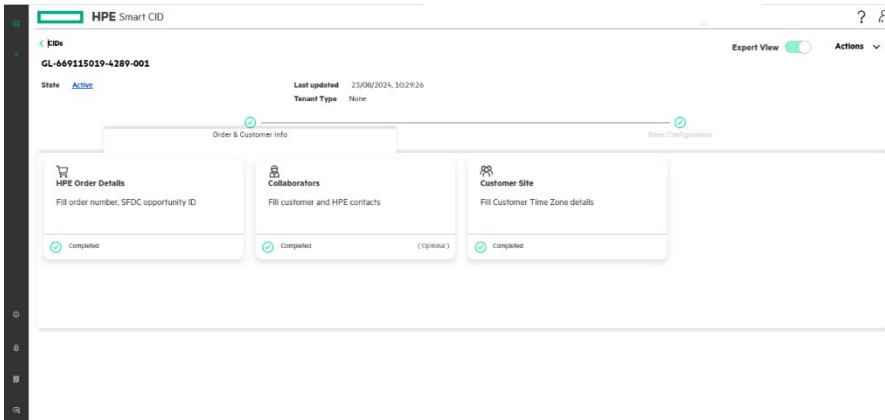 HPE Smart CID
?
CIDs
Expert View
Actions
GL-669115019-4289-001
State Active
Last updated 23/08/2024, 10:29:26
Tenant Type None
Order & Customer Info
Base Configuration
HPE Order Details
Fill order number, SFDC opportunity ID
Completed
Collaborators
Fill customer and HPE contacts
Completed (Optional)
Customer Site
Fill Customer Time Zone details
Completed